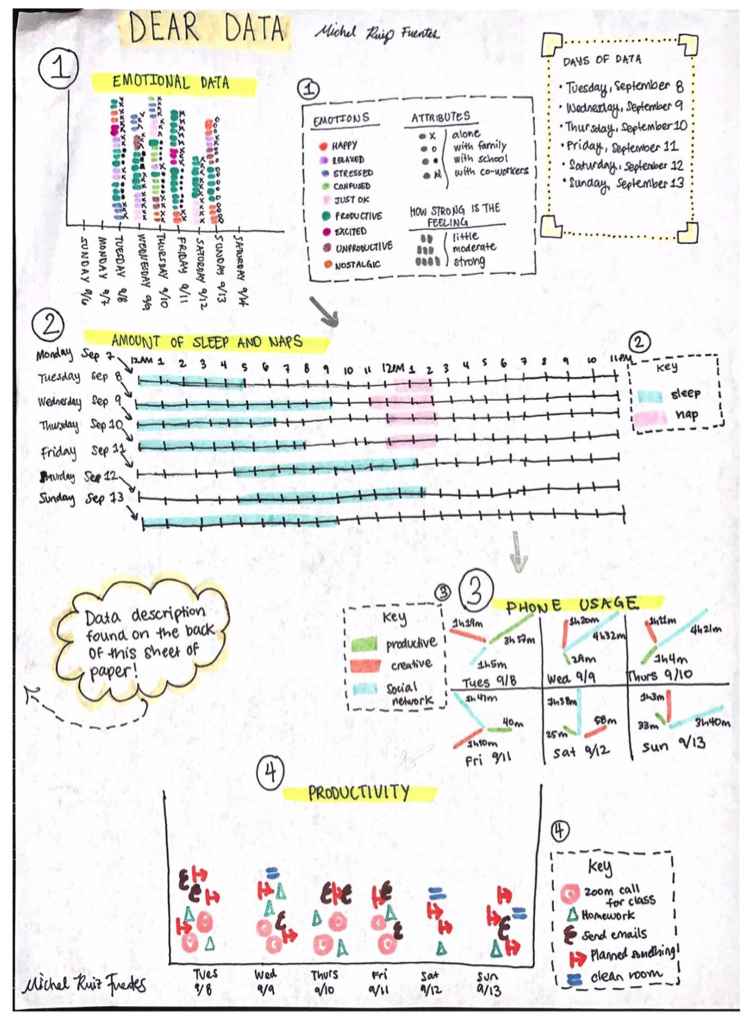 DEAR DATA
Michel Ruiz Fuentes
1
EMOTIONAL DATA
SUNDAY 9/6
MONDAY 9/7
TUESDAY 9/8
WEDNESDAY 9/9
THURSDAY 9/10
FRIDAY 9/11
SATURDAY 9/12
SUNDAY 9/13
SATURDAY 9/14
1
EMOTIONS
HAPPY
RELAXED
STRESSED
CONFUSED
JUST OK
PRODUCTIVE
EXCITED
UNPRODUCTIVE
NOSTALGIC
ATTRIBUTES
x alone
o with family
• with school
N with co-workers
HOW STRONG IS THE
FEELING
little
moderate
strong
DAYS OF DATA
• Tuesday, September 8
• Wednesday, September 9
• Thursday, September 10
• Friday, September 11
• Saturday, September 12
• Sunday, September 13
2
AMOUNT OF SLEEP AND NAPS
12AM 1 2 3 4 5 6 7 8 9 10 11 12PM 1 2 3 4 5 6 7 8 9 10 11PM
Monday Sep 7
Tuesday Sep 8
Wednesday Sep 9
Thursday Sep 10
Friday Sep 11
Saturday Sep 12
Sunday Sep 13
2
Key
sleep
nap
Data description
found on the back
of this sheet of
paper!
3
Key
productive
creative
social
network
3
PHONE USAGE
1h19m
3h57m
1h5m
Tues 9/8
1h20m
4h32m
29m
Wed 9/9
1h21m
4h21m
1h4m
Thurs 9/10
1h47m
40m
1h10m
Fri 9/11
3h38m
58m
25m
Sat 9/12
1h3m
33m
3h40m
Sun 9/13
4
PRODUCTIVITY
Tues
9/8
Wed
9/9
Thurs
9/10
Fri
9/11
Sat
9/12
Sun
9/13
4
Key
zoom call
for class
Homework
Send emails
Planned something!
clean room
Michel Ruiz Fuentes